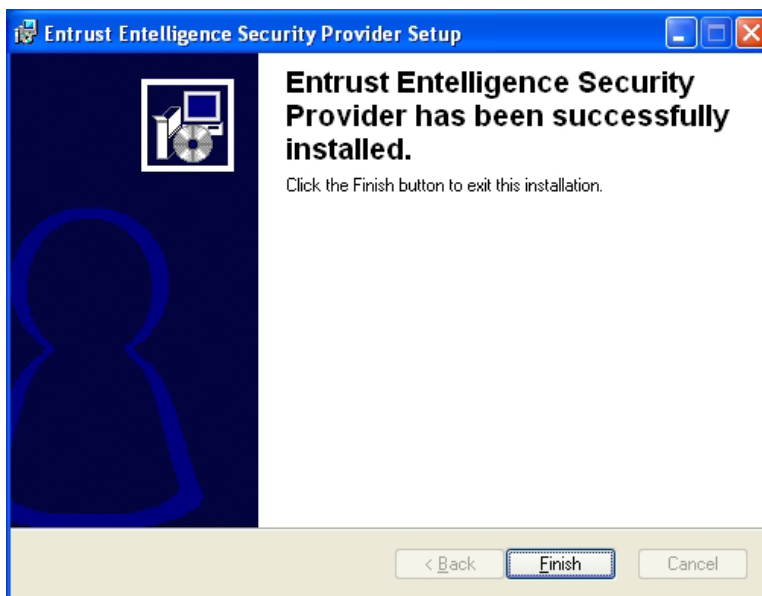 Entrust Entelligence Security Provider Setup
Entrust Entelligence Security
Provider has been successfully
installed.
Click the Finish button to exit this installation.
< Back Finish Cancel